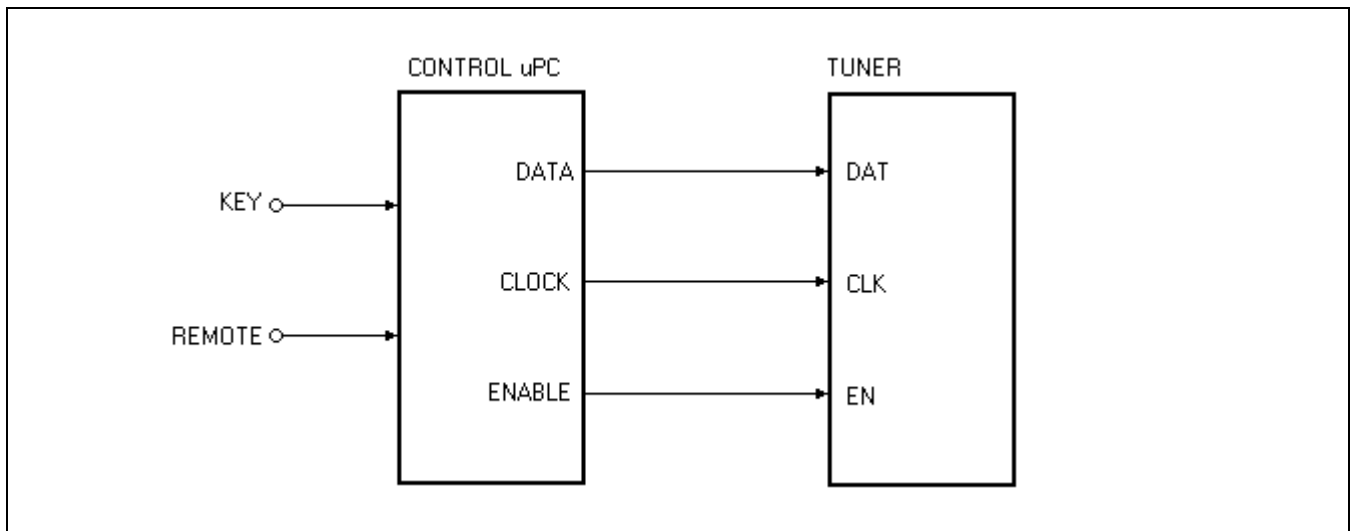 CONTROL uPC
TUNER
DATA
DAT
KEY
CLOCK
CLK
REMOTE
ENABLE
EN